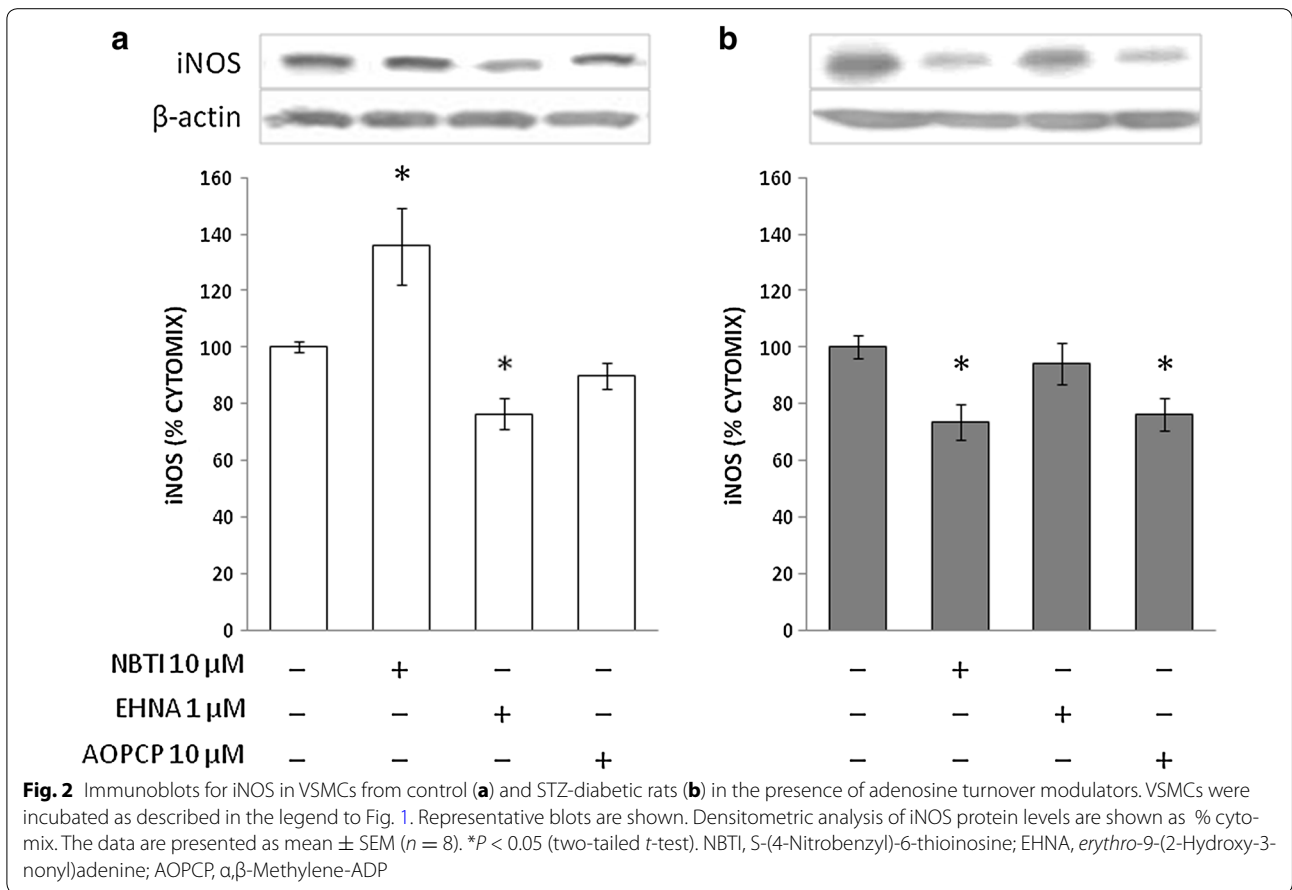 a
b
iNOS
β-actin
*
160
140
120
100
80
60
40
20
0
iNOS (% CYTOMIX)
*
*
160
140
120
100
80
60
40
20
0
iNOS (% CYTOMIX)
*
*
NBTI 10 µM – + – – – + – –
EHNA 1 µM – – + – – – + –
AOPCP 10 µM – – – + – – – +
Fig. 2 Immunoblots for iNOS in VSMCs from control (a) and STZ-diabetic rats (b) in the presence of adenosine turnover modulators. VSMCs were
incubated as described in the legend to Fig. 1. Representative blots are shown. Densitometric analysis of iNOS protein levels are shown as % cyto-
mix. The data are presented as mean ± SEM (n = 8). *P < 0.05 (two-tailed t-test). NBTI, S-(4-Nitrobenzyl)-6-thioinosine; EHNA, erythro-9-(2-Hydroxy-3-
nonyl)adenine; AOPCP, α,β-Methylene-ADP